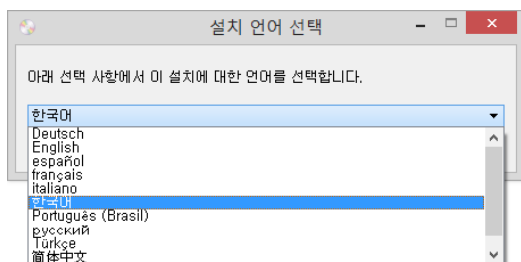 설치 언어 선택
아래 선택 사항에서 이 설치에 대한 언어를 선택합니다.
한국어
Deutsch
English
español
français
italiano
한국어
Português (Brasil)
русский
Türkçe
简体中文